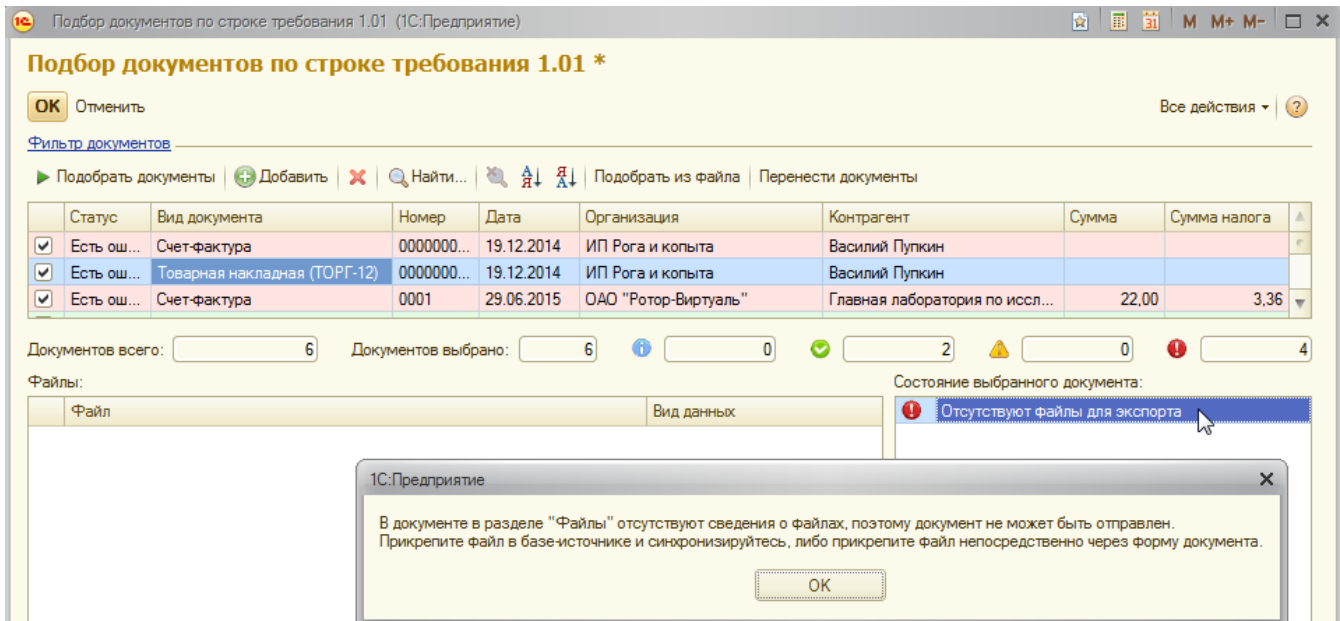 Подбор документов по строке требования 1.01 (1С:Предприятие)
31 M M+ M-
Подбор документов по строке требования 1.01 *
ОК Отменить Все действия ?
Фильтр документов
Подобрать документы Добавить Найти... Подобрать из файла Перенести документы
Статус Вид документа Номер Дата Организация Контрагент Сумма Сумма налога
Есть ош... Счет-фактура 0000000... 19.12.2014 ИП Рога и копыта Василий Пупкин
Есть ош... Товарная накладная (ТОРГ-12) 0000000... 19.12.2014 ИП Рога и копыта Василий Пупкин
Есть ош... Счет-фактура 0001 29.06.2015 ОАО "Ротор-Виртуаль" Главная лаборатория по иссл... 22,00 3,36
Документов всего: 6 Документов выбрано: 6 0 2 0 4
Файлы: Состояние выбранного документа:
Файл Вид данных Отсутствуют файлы для экспорта
1С:Предприятие
В документе в разделе "Файлы" отсутствуют сведения о файлах, поэтому документ не может быть отправлен.
Прикрепите файл в базе-источнике и синхронизируйтесь, либо прикрепите файл непосредственно через форму документа.
ОК